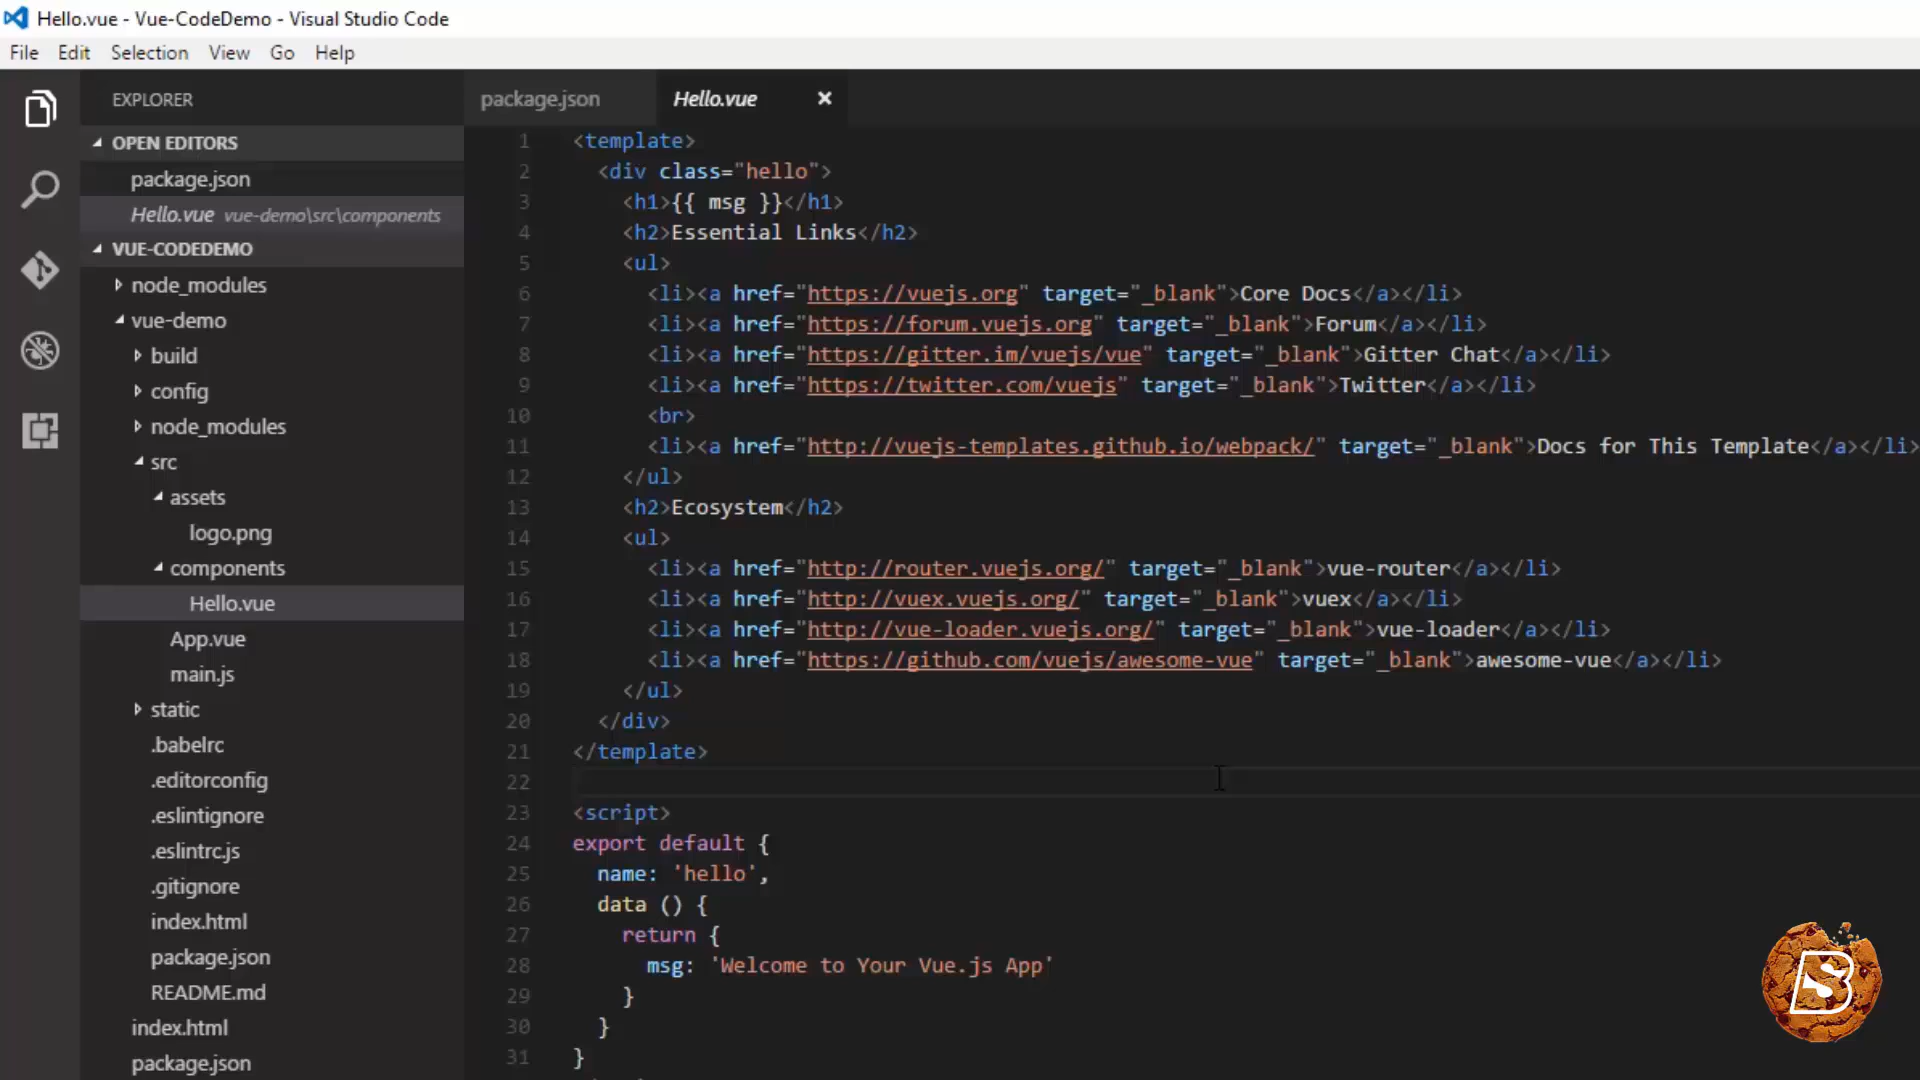 Hello.vue - Vue-CodeDemo - Visual Studio Code
File Edit Selection View Go Help
EXPLORER
OPEN EDITORS
package.json
Hello.vue vue-demo\src\components
VUE-CODEDEMO
node_modules
vue-demo
build
config
node_modules
src
assets
logo.png
components
Hello.vue
App.vue
main.js
static
.babelrc
.editorconfig
.eslintignore
.eslintrc.js
.gitignore
index.html
package.json
README.md
index.html
package.json
package.json Hello.vue
1 <template>
2 <div class="hello">
3 <h1>{{ msg }}</h1>
4 <h2>Essential Links</h2>
5 <ul>
6 <li><a href="https://vuejs.org" target="_blank">Core Docs</a></li>
7 <li><a href="https://forum.vuejs.org" target="_blank">Forum</a></li>
8 <li><a href="https://gitter.im/vuejs/vue" target="_blank">Gitter Chat</a></li>
9 <li><a href="https://twitter.com/vuejs" target="_blank">Twitter</a></li>
10 <br>
11 <li><a href="http://vuejs-templates.github.io/webpack/" target="_blank">Docs for This Template</a></li>
12 </ul>
13 <h2>Ecosystem</h2>
14 <ul>
15 <li><a href="http://router.vuejs.org/" target="_blank">vue-router</a></li>
16 <li><a href="http://vuex.vuejs.org/" target="_blank">vuex</a></li>
17 <li><a href="http://vue-loader.vuejs.org/" target="_blank">vue-loader</a></li>
18 <li><a href="https://github.com/vuejs/awesome-vue" target="_blank">awesome-vue</a></li>
19 </ul>
20 </div>
21 </template>
22
23 <script>
24 export default {
25 name: 'hello',
26 data () {
27 return {
28 msg: 'Welcome to Your Vue.js App'
29 }
30 }
31 }